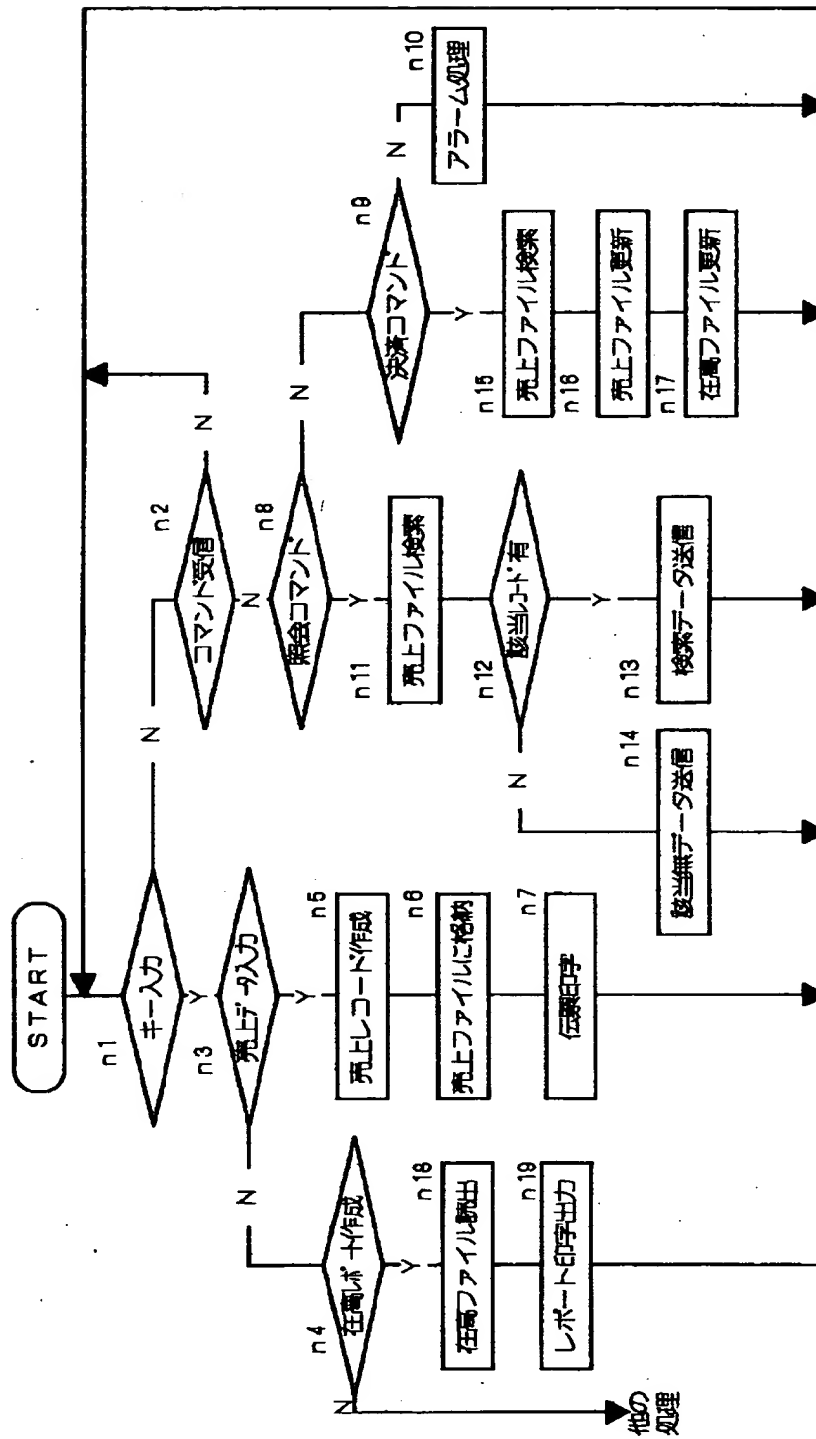 START
n1
キー入力
N
Y
n2
コマンド受信
N
N
n3
売上データ入力
N
Y
n4
在高レポート作成
N
Y
他の
処理
n18
在高ファイル読出
n19
レポート印字出力
n5
売上レコード作成
n6
売上ファイルに格納
n7
伝票印字
n8
照会コマンド
N
Y
n11
売上ファイル検索
n12
該当レコード有
N
Y
n14
該当無データ送信
n13
検索データ送信
n9
決済コマンド
N
Y
n10
アラーム処理
n15
売上ファイル検索
n16
売上ファイル更新
n17
在高ファイル更新